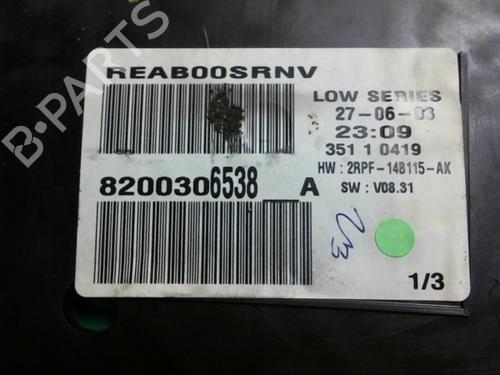 B-PARTS
REAB00SRNV
LOW SERIES
27-06-03
23:09
351 1 0419
HW : 2RPF-14B115-AK
SW : V08.31
8200306538 A
1/3